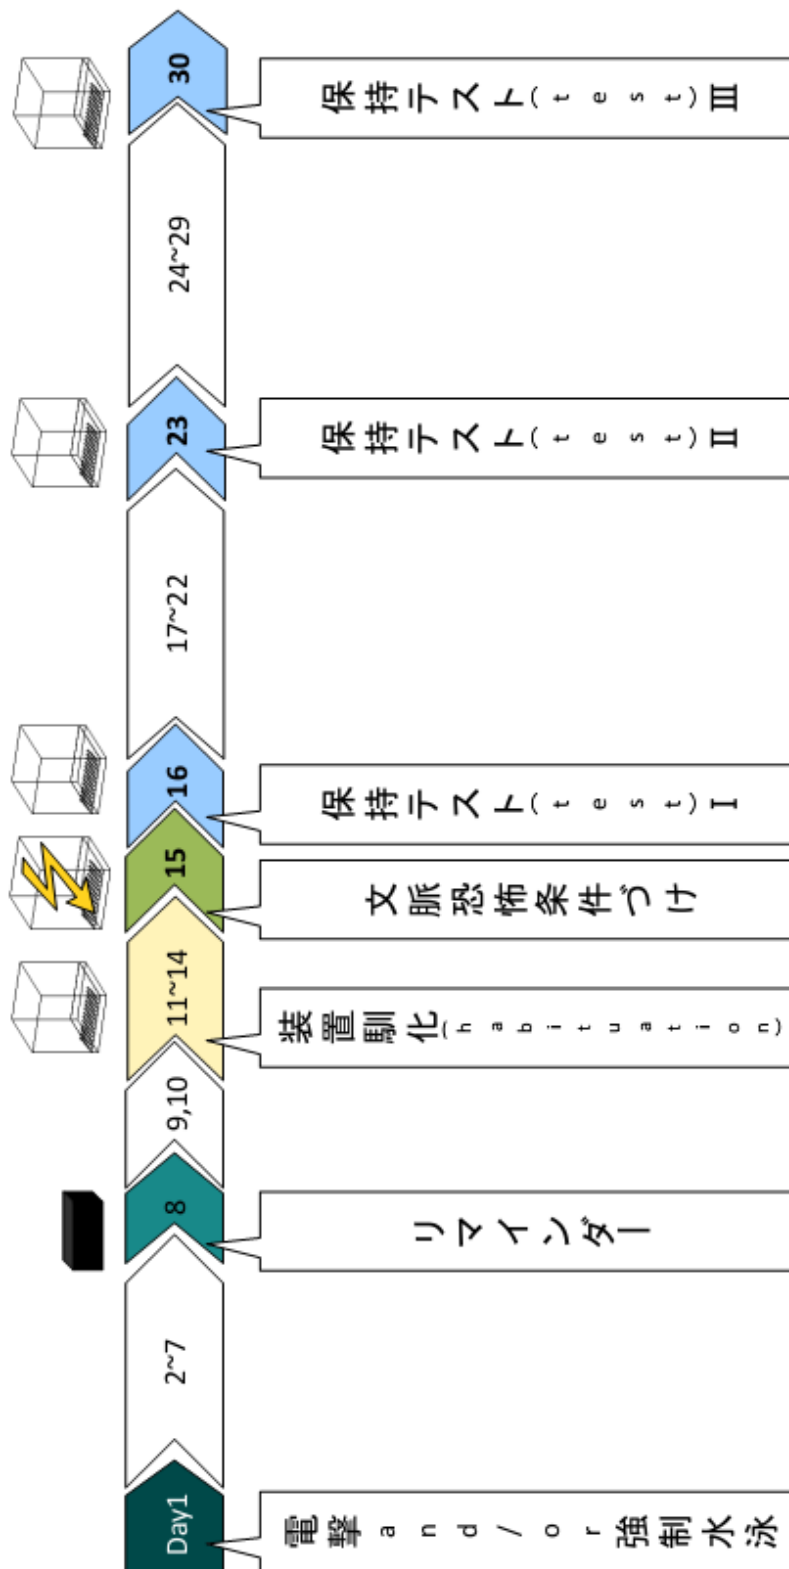 Day1
2~7
8
9,10
11~14
15
16
17~22
23
24~29
30
電撃and/or強制水泳
リマインダー
装置馴化(habituation)
文脈恐怖条件づけ
保持テスト(test)Ⅰ
保持テスト(test)Ⅱ
保持テスト(test)Ⅲ